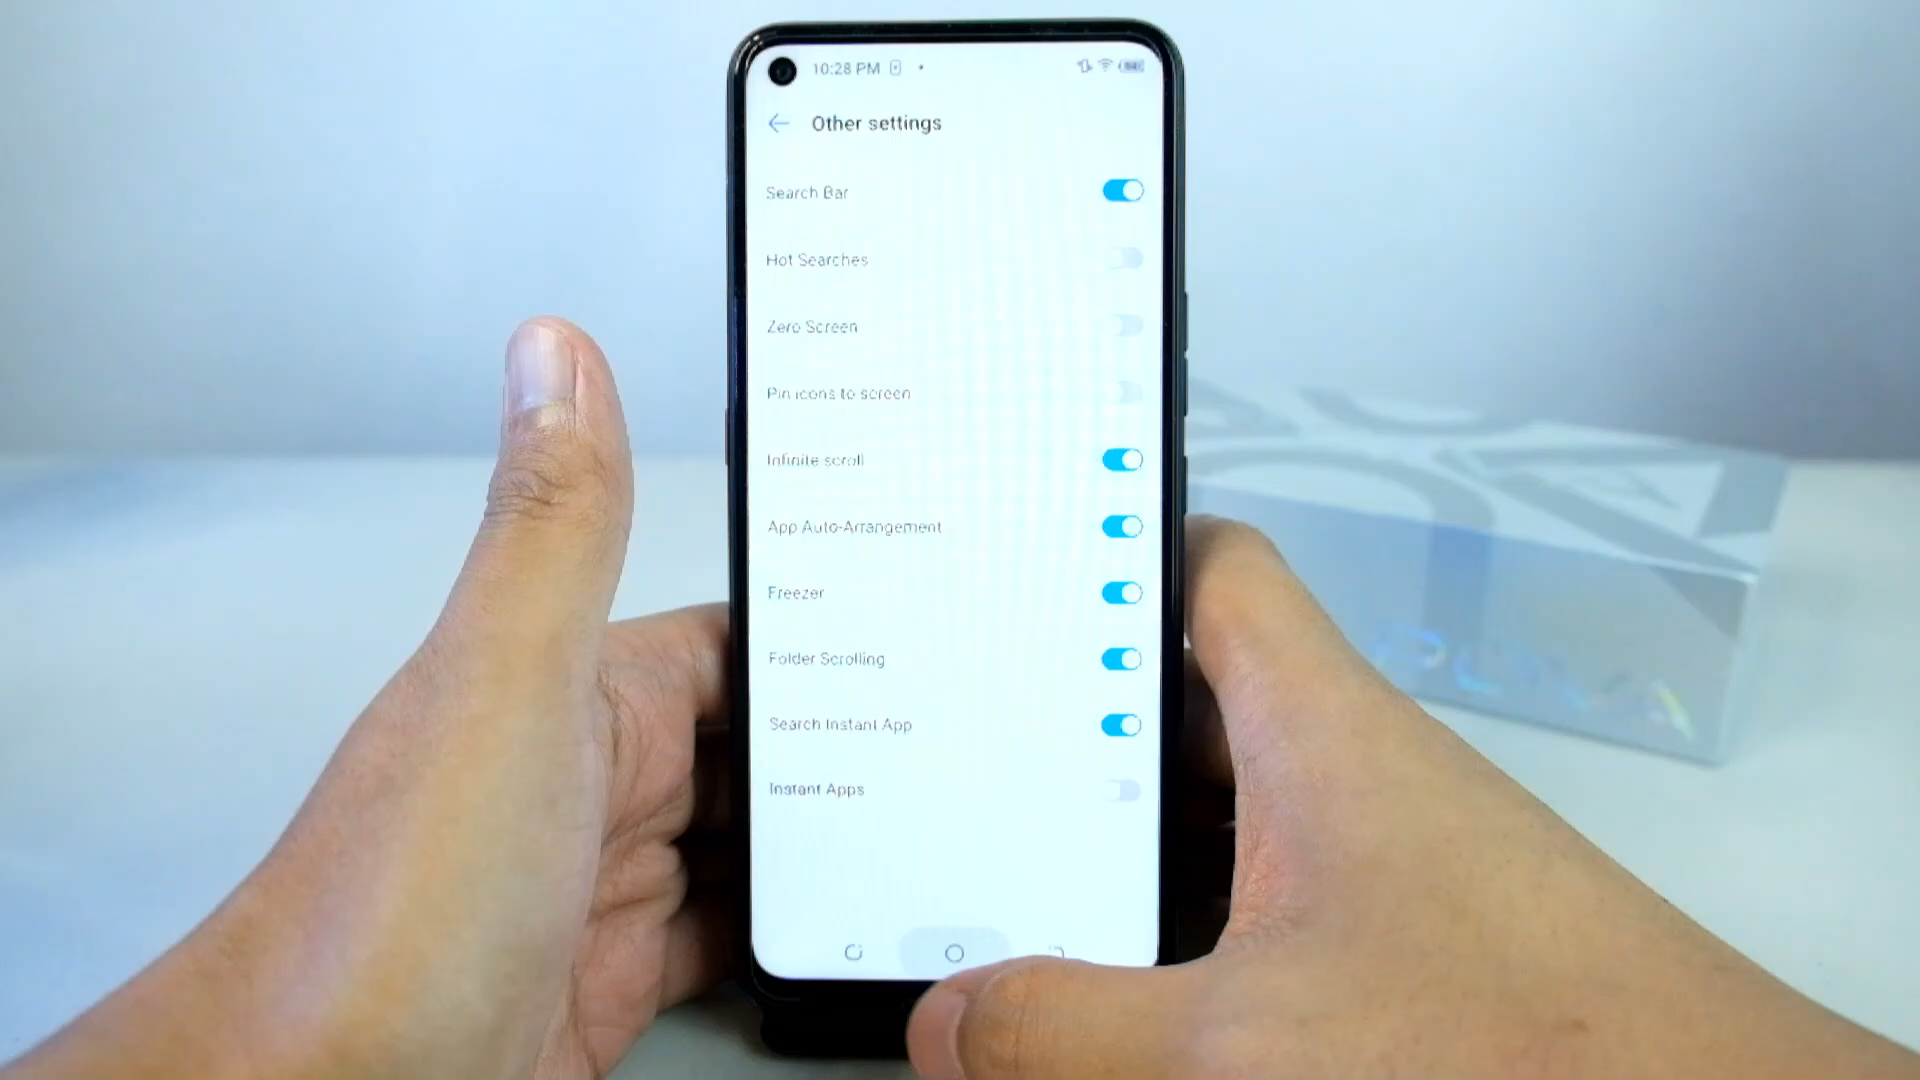 10:28 PM
Other settings
Search Bar
Hot Searches
Zero Screen
Pin icons to screen
Infinite scroll
App Auto-Arrangement
Freezer
Folder Scrolling
Search Instant App
Instant Apps